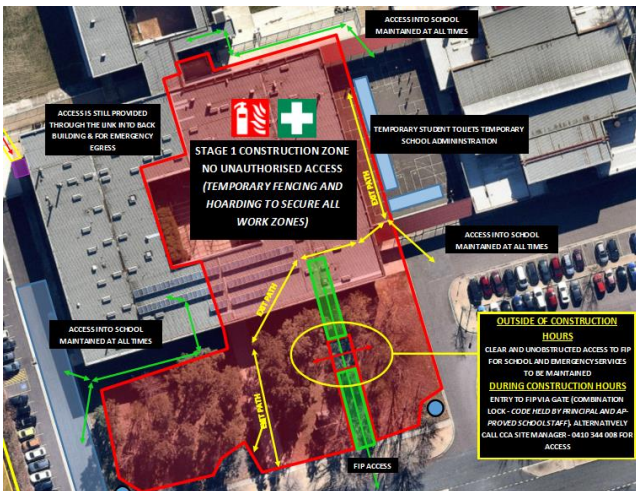 ACCESS INTO SCHOOL
MAINTAINED AT ALL TIMES
ACCESS IS STILL PROVIDED
THROUGH THE LINK INTO BACK
BUILDING & FOR EMERGENCY
EGRESS
STAGE 1 CONSTRUCTION ZONE
NO UNAUTHORISED ACCESS
(TEMPORARY FENCING AND
HOARDING TO SECURE ALL
WORK ZONES)
TEMPORARY STUDENT TOILETS TEMPORARY
SCHOOL ADMININSTRATION
EXIT PATH
ACCESS INTO SCHOOL
MAINTAINED AT ALL TIMES
EXIT PATH
ACCESS INTO SCHOOL
MAINTAINED AT ALL TIMES
EXIT PATH
OUTSIDE OF CONSTRUCTION
HOURS
CLEAR AND UNOBSTRUCTED ACCESS TO FIP
FOR SCHOOL AND EMERGENCY SERVICES
TO BE MAINTAINED
DURING CONSTRUCTION HOURS
ENTRY TO FIP VIA GATE (COMBINATION
LOCK - CODE HELD BY PRINCIPAL AND AP-
PROVED SCHOOL STAFF). ALTERNATIVELY
CALL CCA SITE MANAGER - 0410 344 008 FOR
ACCESS
FIP ACCESS